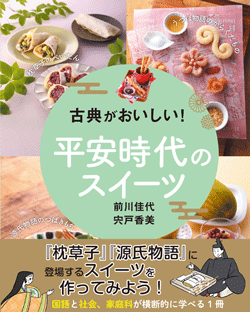 古典がおいしい！
平安時代の
スイーツ
前川佳代
宍戸香美
『枕草子』『源氏物語』に
登場するスイーツを
作ってみよう！
国語と社会、家庭科が横断的に学べる1冊